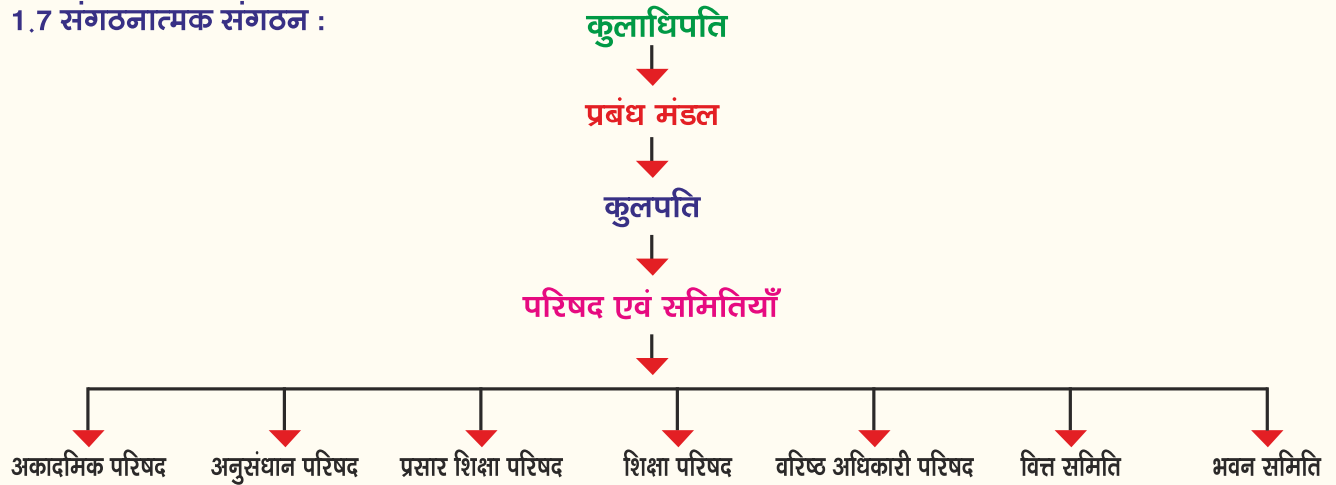 1.7 संगठनात्मक संगठन :
कुलाधिपति
प्रबंध मंडल
कुलपति
परिषद एवं समितियाँ
अकादमिक परिषद अनुसंधान परिषद प्रसार शिक्षा परिषद शिक्षा परिषद वरिष्ठ अधिकारी परिषद वित्त समिति भवन समिति